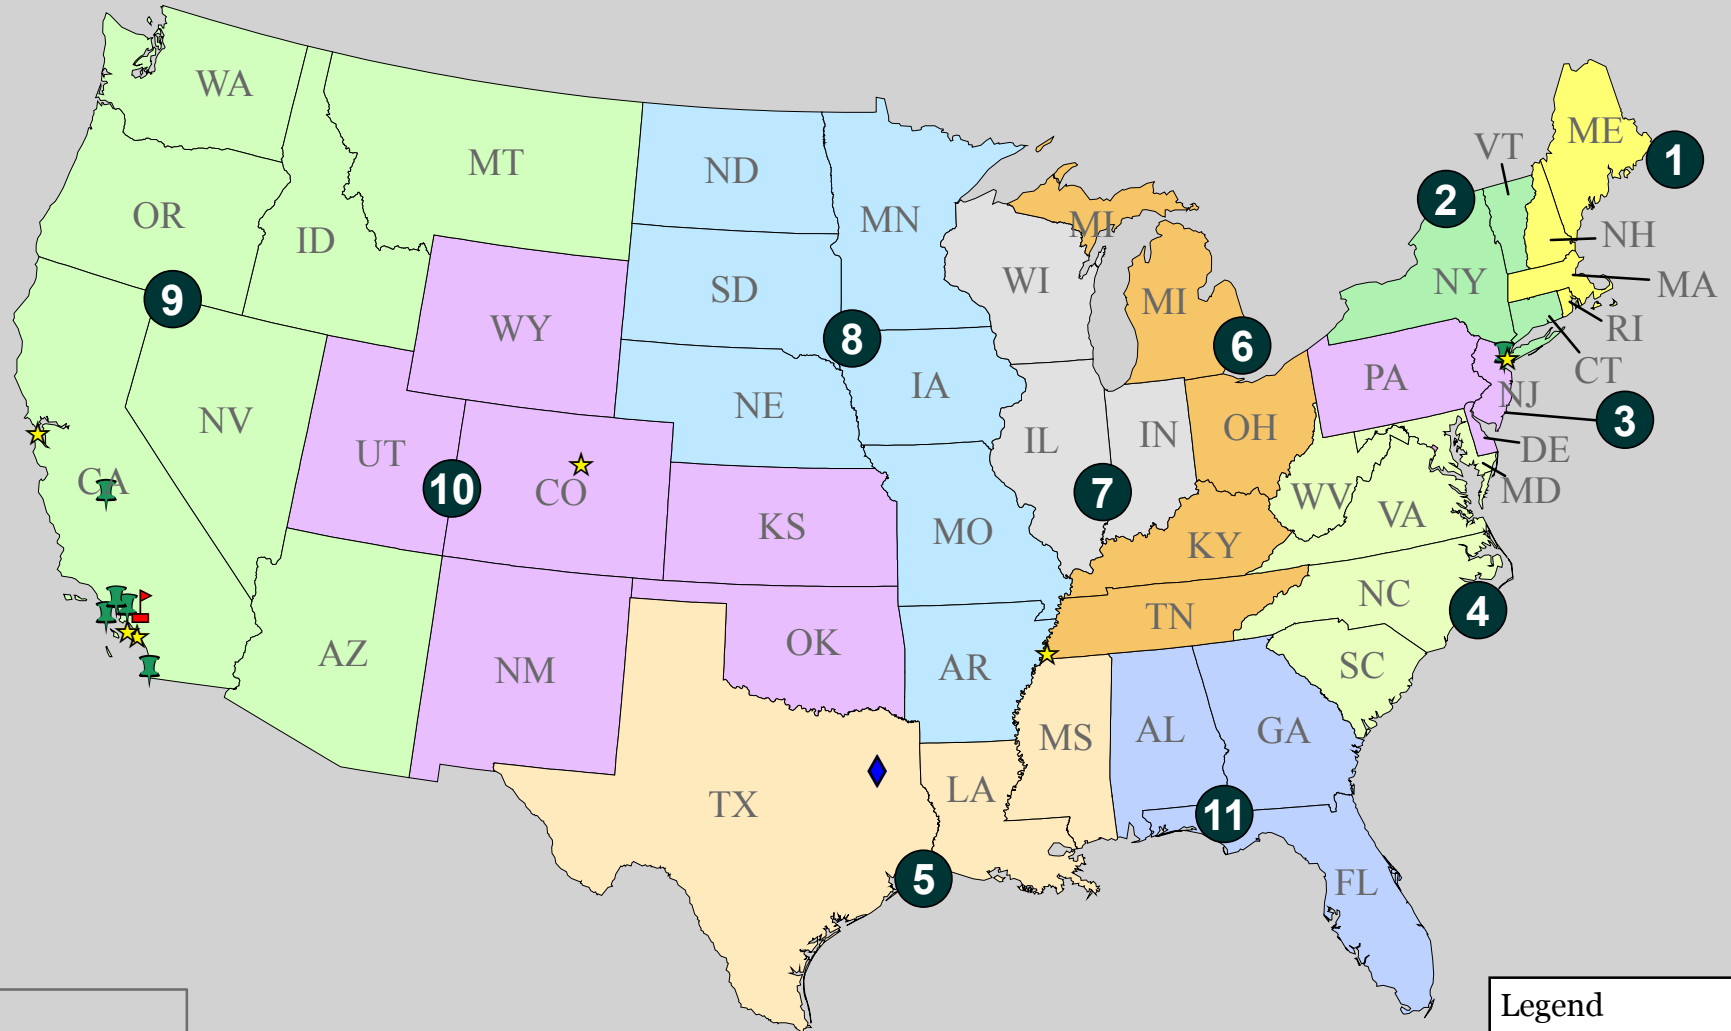 WA
ME
VT
1
MT
ND
2
OR
MN
NH
ID
MI
NY
WI
MA
SD
MI
9
RI
WY
8
6
CT
PA
IA
NJ
NE
NV
3
OH
IN
IL
DE
UT
CA
10
CO
7
WV
MD
VA
KS
MO
KY
NC
TN
4
OK
AZ
AR
SC
NM
GA
AL
MS
LA
TX
11
5
FL
Legend